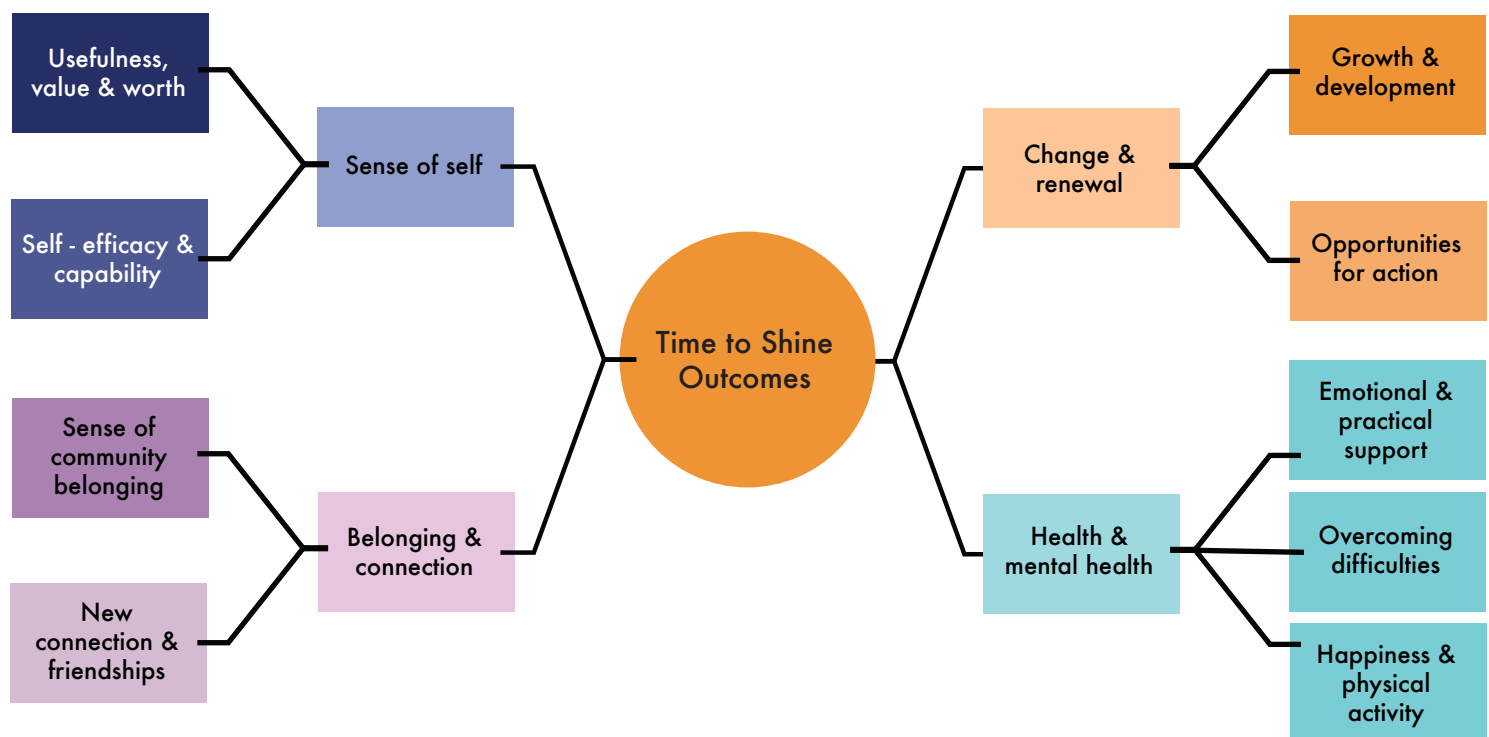 Usefulness,
value & worth
Self - efficacy &
capability
Sense of self
Sense of
community
belonging
New
connection &
friendships
Belonging &
connection
Time to Shine
Outcomes
Change &
renewal
Growth &
development
Opportunities
for action
Health &
mental health
Emotional &
practical
support
Overcoming
difficulties
Happiness &
physical
activity